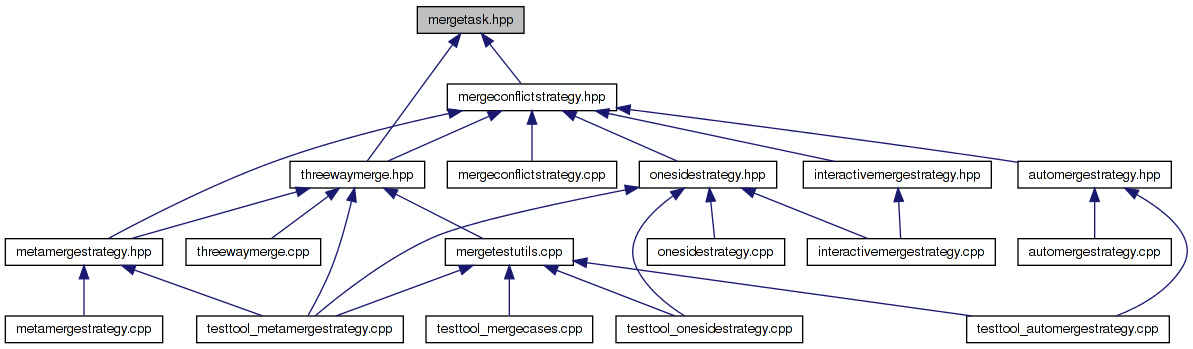 mergetask.hpp
mergeconflictstrategy.hpp
threewaymerge.hpp
mergeconflictstrategy.cpp
onesidestrategy.hpp
interactivemergestrategy.hpp
automergestrategy.hpp
metamergestrategy.hpp
threewaymerge.cpp
mergetestutils.cpp
onesidestrategy.cpp
interactivemergestrategy.cpp
automergestrategy.cpp
metamergestrategy.cpp
testtool_metamergestrategy.cpp
testtool_mergecases.cpp
testtool_onesidestrategy.cpp
testtool_automergestrategy.cpp